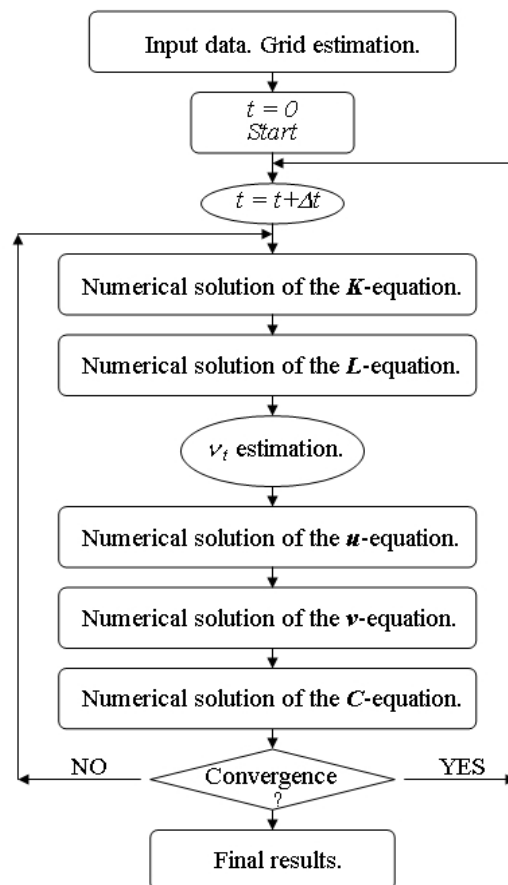 Input data. Grid estimation.
t = 0
Start
t = t+Δt
Numerical solution of the K-equation.
Numerical solution of the L-equation.
νt estimation.
Numerical solution of the u-equation.
Numerical solution of the v-equation.
Numerical solution of the C-equation.
NO
Convergence
YES
?
Final results.